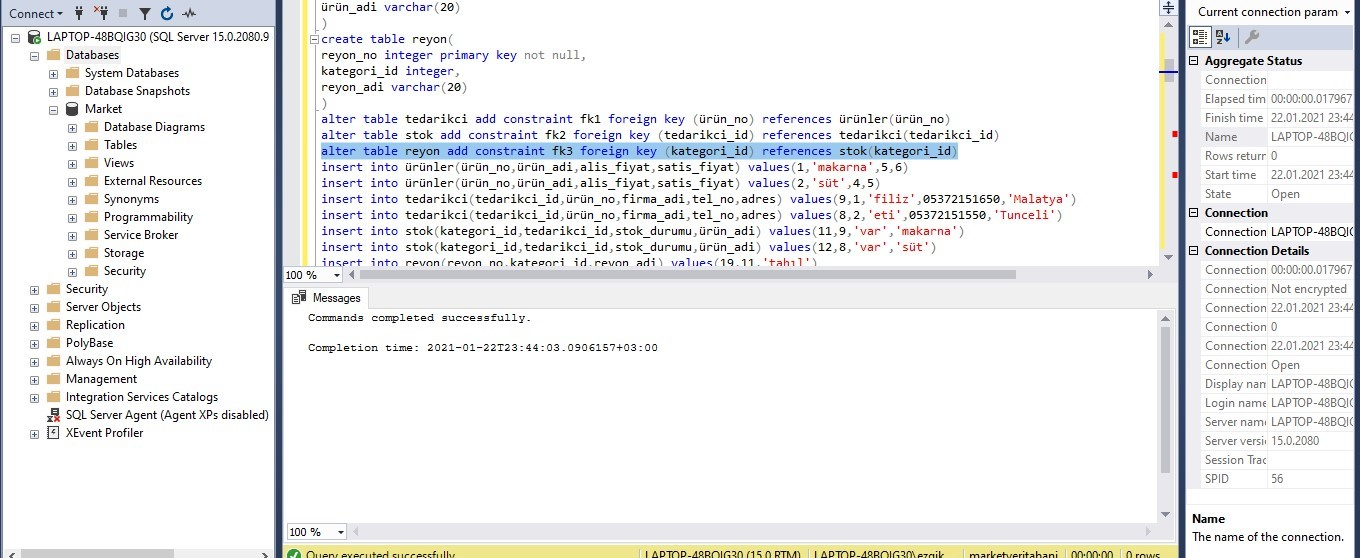 Connect
LAPTOP-48BQIG30 (SQL Server 15.0.2080.9
Databases
System Databases
Database Snapshots
Market
Database Diagrams
Tables
Views
External Resources
Synonyms
Programmability
Service Broker
Storage
Security
Security
Server Objects
Replication
PolyBase
Always On High Availability
Management
Integration Services Catalogs
SQL Server Agent (Agent XPs disabled)
XEvent Profiler
ürün_adi varchar(20)
)
create table reyon(
reyon_no integer primary key not null,
kategori_id integer,
reyon_adi varchar(20)
)
alter table tedarikci add constraint fk1 foreign key (ürün_no) references ürünler(ürün_no)
alter table stok add constraint fk2 foreign key (tedarikci_id) references tedarikci(tedarikci_id)
alter table reyon add constraint fk3 foreign key (kategori_id) references stok(kategori_id)
insert into ürünler(ürün_no,ürün_adi,alis_fiyat,satis_fiyat) values(1,'makarna',5,6)
insert into ürünler(ürün_no,ürün_adi,alis_fiyat,satis_fiyat) values(2,'süt',4,5)
insert into tedarikci(tedarikci_id,ürün_no,firma_adi,tel_no,adres) values(9,1,'filiz',05372151650,'Malatya')
insert into tedarikci(tedarikci_id,ürün_no,firma_adi,tel_no,adres) values(8,2,'eti',05372151550,'Tunceli')
insert into stok(kategori_id,tedarikci_id,stok_durumu,ürün_adi) values(11,9,'var','makarna')
insert into stok(kategori_id,tedarikci_id,stok_durumu,ürün_adi) values(12,8,'var','süt')
insert into reyon(reyon_no,kategori_id,reyon_adi) values(19,11,'tahıl')
100 %
Messages
Commands completed successfully.
Completion time: 2021-01-22T23:44:03.0906157+03:00
100 %
Query executed successfully.
LAPTOP-48BQIG30 (15.0 RTM)
LAPTOP-48BQIG30\ezgik
marketveritabani
00:00:00
0 rows
Current connection param
Aggregate Status
Connection
Elapsed tim 00:00:00.017967
Finish time 22.01.2021 23:44
Name LAPTOP-48BQIG
Rows return 0
Start time 22.01.2021 23:44
State Open
Connection
Connection LAPTOP-48BQIG
Connection Details
Connection 00:00:00.017967
Connection Not encrypted
Connection 22.01.2021 23:44
Connection 0
Connection 22.01.2021 23:44
Connection Open
Display nam LAPTOP-48BQIG
Login name LAPTOP-48BQIG
Server name LAPTOP-48BQIG
Server versi 15.0.2080
Session Trac
SPID 56
Name
The name of the connection.